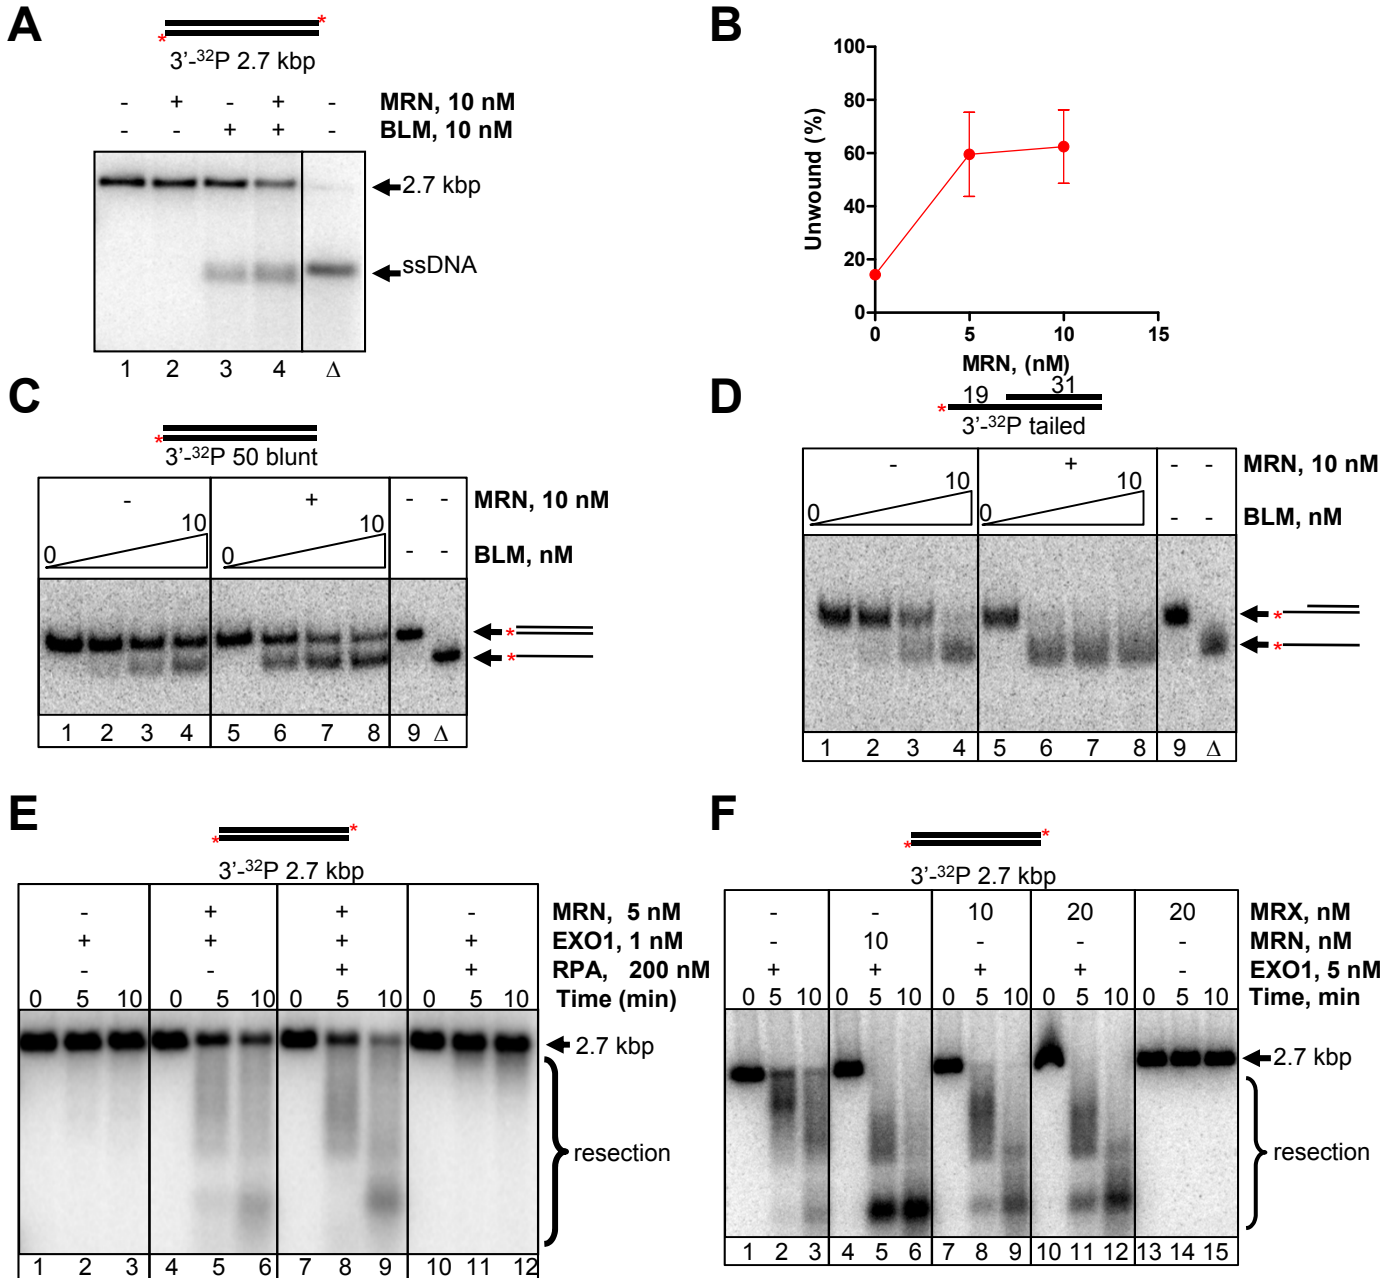 A
*
*
3'-³²P 2.7 kbp
- + - + - MRN, 10 nM
- - + + - BLM, 10 nM
2.7 kbp
ssDNA
1 2 3 4 Δ
B
100
80
60
40
20
0
Unwound (%)
0 5 10 15
MRN, (nM)
C
*
3'-³²P 50 blunt
- + - - MRN, 10 nM
0 10 0 10 - - BLM, nM
*
*
1 2 3 4 5 6 7 8 9 Δ
D
19 31
*
3'-³²P tailed
- + - - MRN, 10 nM
0 10 0 10 - - BLM, nM
*
*
1 2 3 4 5 6 7 8 9 Δ
E
*
*
3'-³²P 2.7 kbp
- + + - MRN, 5 nM
+ + + + EXO1, 1 nM
- - + + RPA, 200 nM
0 5 10 0 5 10 0 5 10 0 5 10 Time (min)
2.7 kbp
resection
1 2 3 4 5 6 7 8 9 10 11 12
F
*
*
3'-³²P 2.7 kbp
- - 10 20 20 MRX, nM
- 10 - - - MRN, nM
+ + + + - EXO1, 5 nM
0 5 10 0 5 10 0 5 10 0 5 10 0 5 10 Time, min
2.7 kbp
resection
1 2 3 4 5 6 7 8 9 10 11 12 13 14 15